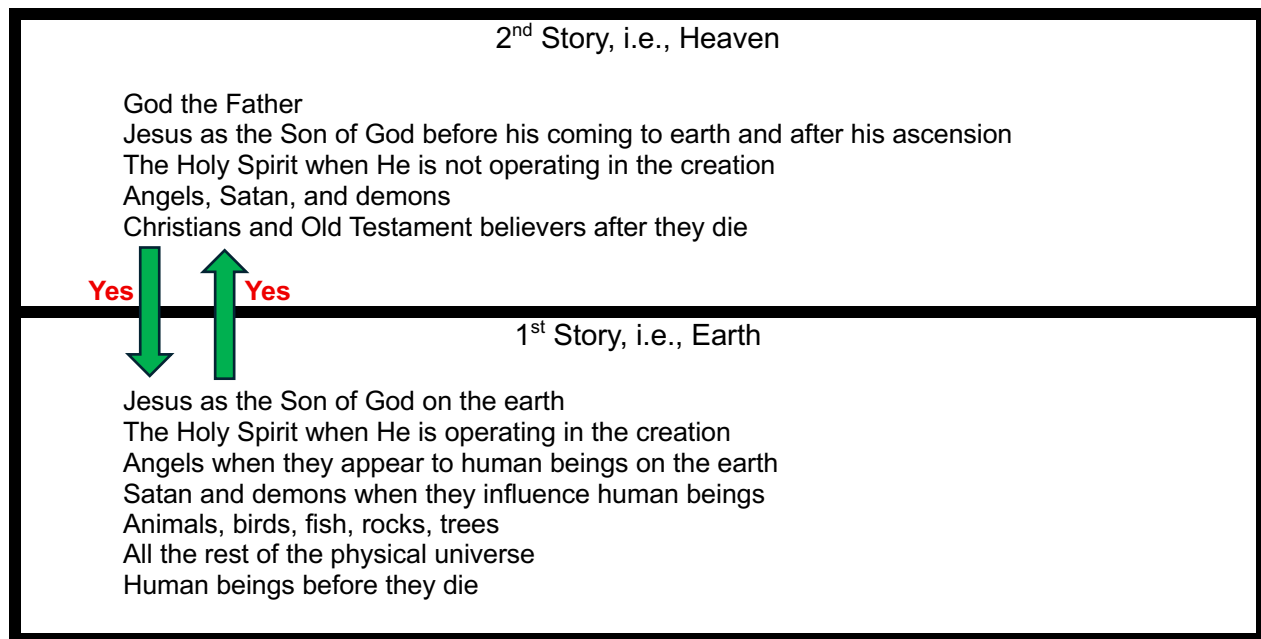 2nd Story, i.e., Heaven
God the Father
Jesus as the Son of God before his coming to earth and after his ascension
The Holy Spirit when He is not operating in the creation
Angels, Satan, and demons
Christians and Old Testament believers after they die
Yes Yes
1st Story, i.e., Earth
Jesus as the Son of God on the earth
The Holy Spirit when He is operating in the creation
Angels when they appear to human beings on the earth
Satan and demons when they influence human beings
Animals, birds, fish, rocks, trees
All the rest of the physical universe
Human beings before they die